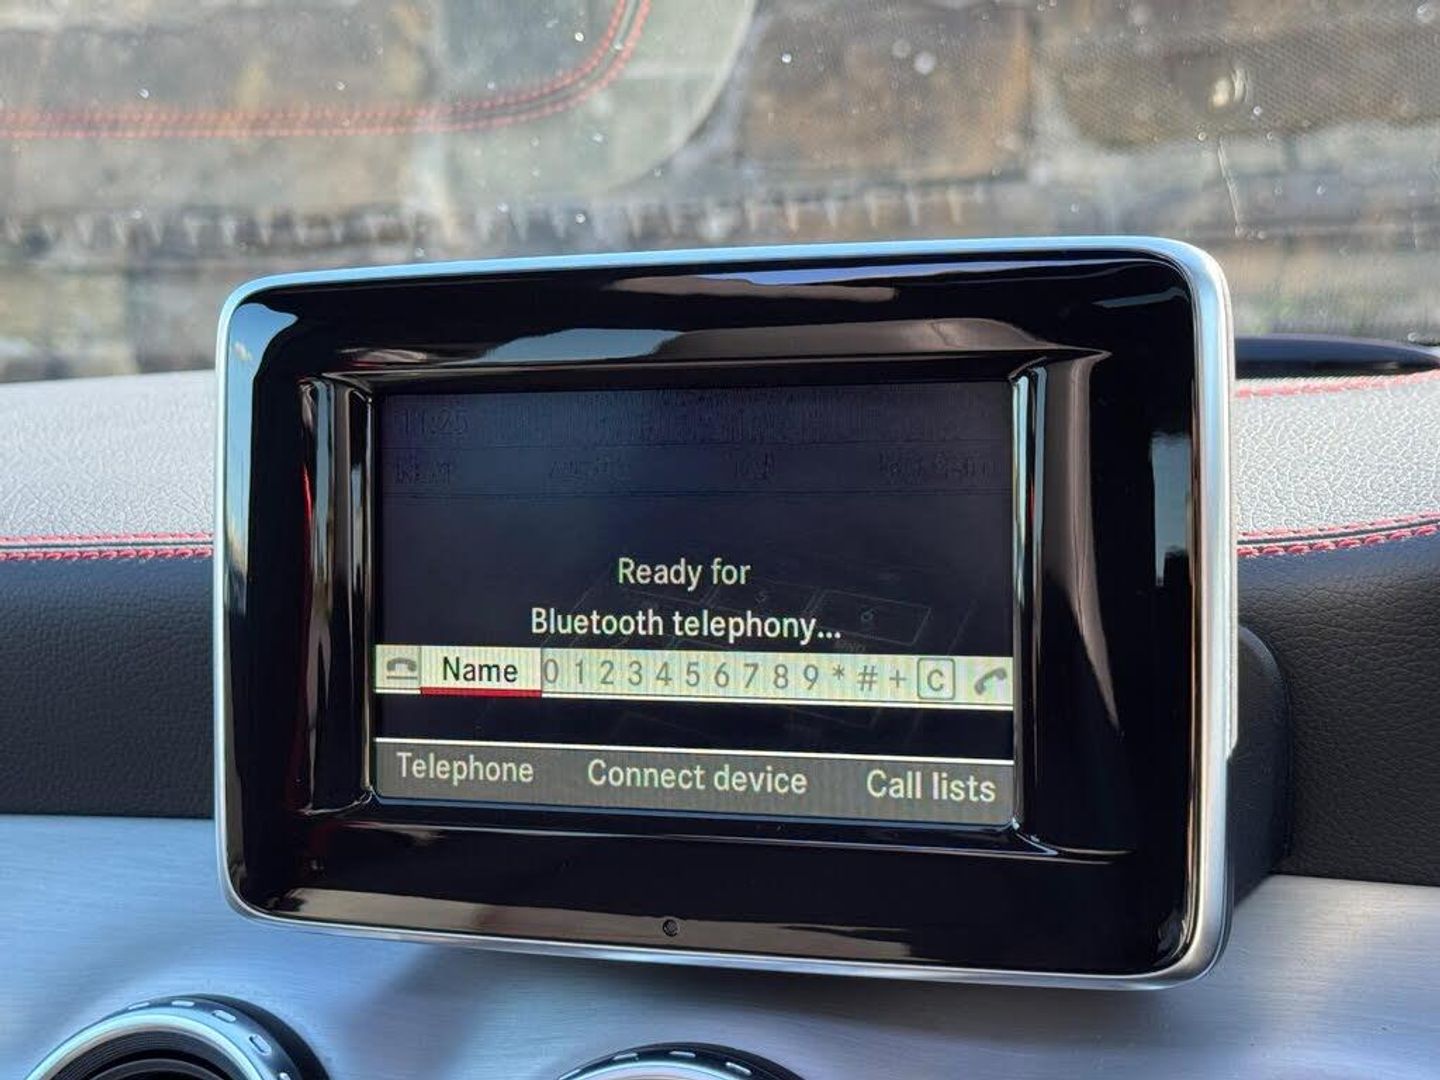 Ready for
Bluetooth telephony...
Name 0 1 2 3 4 5 6 7 8 9 * # + C
Telephone Connect device Call lists